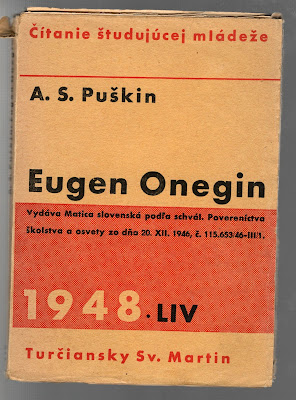 Čítanie študujúcej mládeže
A. S. Puškin
Eugen Onegin
Vydáva Matica slovenská podľa schvál. Povereníctva
školstva a osvety zo dňa 20. XII. 1946, č. 115.653/46-III/1.
1948 . LIV
Turčiansky Sv. Martin